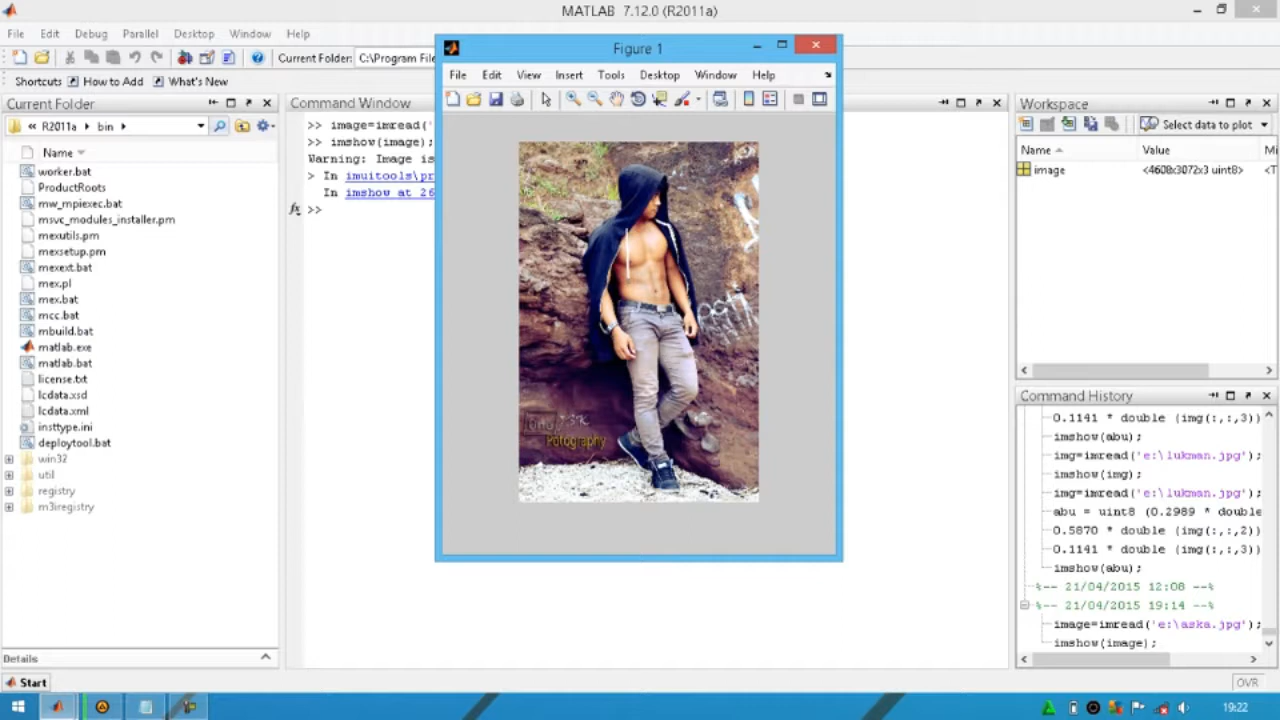 MATLAB 7.12.0 (R2011a)
File Edit Debug Parallel Desktop Window Help
Current Folder: C:\Program File
Shortcuts How to Add What's New
Current Folder
« R2011a bin
Name
worker.bat
ProductRoots
mw_mpiexec.bat
msvc_modules_installer.pm
mexutils.pm
mexsetup.pm
mexext.bat
mex.pl
mex.bat
mcc.bat
mbuild.bat
matlab.exe
matlab.bat
license.txt
lcdata.xsd
lcdata.xml
insttype.ini
deploytool.bat
win32
util
registry
m3iregistry
Details
Command Window
>> image=imread('
>> imshow(image);
Warning: Image is
> In imuitools\pr
In imshow at 26
fx >>
Figure 1
File Edit View Insert Tools Desktop Window Help
Potography
Workspace
Select data to plot
Name Value Mi
image <4608x3072x3 uint8> <T
Command History
0.1141 * double (img(:,:,3))
imshow(abu);
img=imread('e:\lukman.jpg');
imshow(img);
img=imread('e:\lukman.jpg');
abu = uint8 (0.2989 * double
0.5870 * double (img(:,:,2))
0.1141 * double (img(:,:,3))
imshow(abu);
%-- 21/04/2015 12:08 --%
%-- 21/04/2015 19:14 --%
image=imread('e:\aska.jpg');
imshow(image);
Start
OVR
19:22